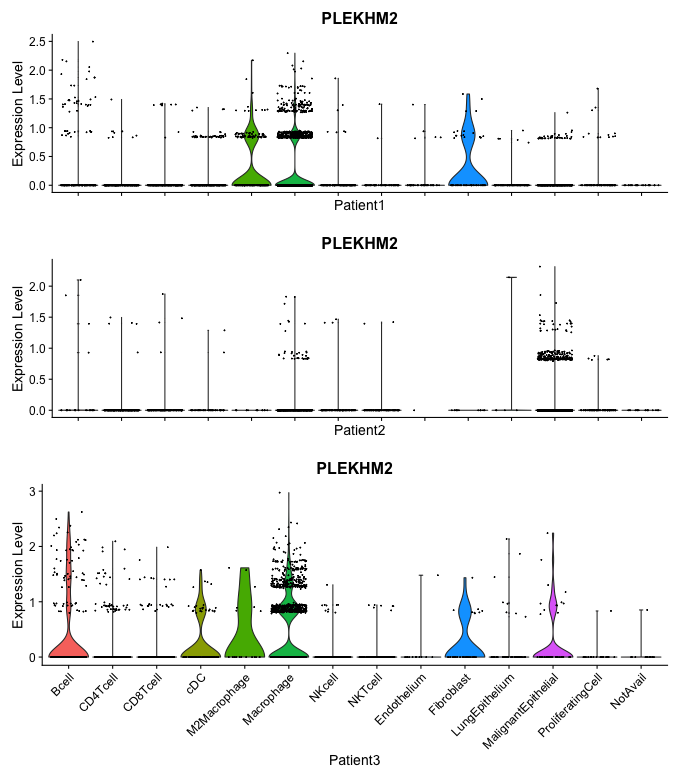 PLEKHM2
Expression Level
2.5
2.0
1.5
1.0
0.5
0.0
Patient1
PLEKHM2
Expression Level
2.0
1.5
1.0
0.5
0.0
Patient2
PLEKHM2
Expression Level
3
2
1
0
Bcell
CD4Tcell
CD8Tcell
cDC
M2Macrophage
Macrophage
NKcell
NKTcell
Endothelium
Fibroblast
LungEpithelium
MalignantEpithelial
ProliferatingCell
NotAvail
Patient3